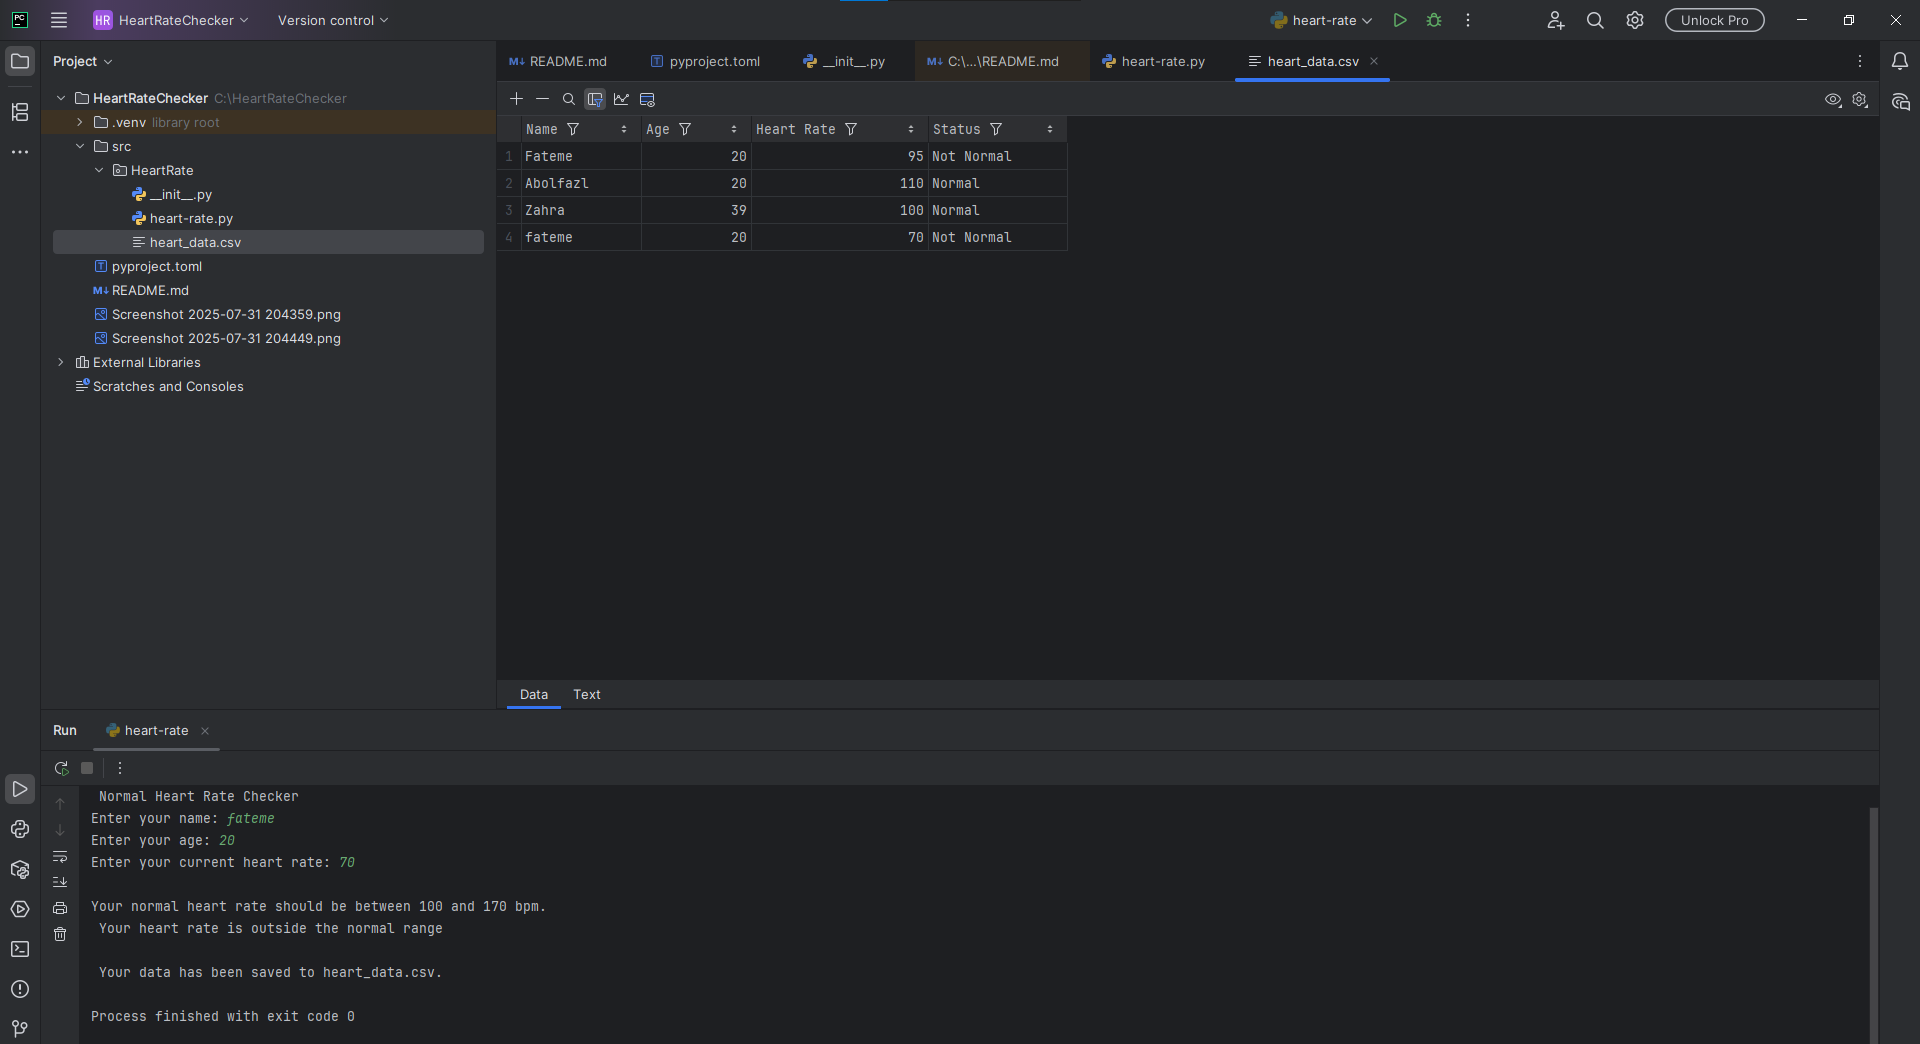 PC
HR HeartRateChecker
Version control
heart-rate
Unlock Pro
Project
README.md
pyproject.toml
__init__.py
C:\...\README.md
heart-rate.py
heart_data.csv
HeartRateChecker C:\HeartRateChecker
.venv library root
src
HeartRate
__init__.py
heart-rate.py
heart_data.csv
pyproject.toml
README.md
Screenshot 2025-07-31 204359.png
Screenshot 2025-07-31 204449.png
External Libraries
Scratches and Consoles
Name Age Heart Rate Status
1 Fateme 20 95 Not Normal
2 Abolfazl 20 110 Normal
3 Zahra 39 100 Normal
4 fateme 20 70 Not Normal
Data Text
Run heart-rate
Normal Heart Rate Checker
Enter your name: fateme
Enter your age: 20
Enter your current heart rate: 70
Your normal heart rate should be between 100 and 170 bpm.
Your heart rate is outside the normal range
Your data has been saved to heart_data.csv.
Process finished with exit code 0